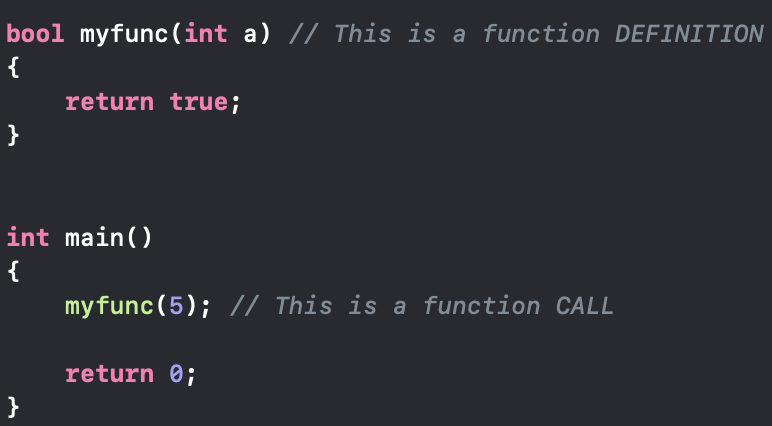 bool myfunc(int a) // This is a function DEFINITION
{
    return true;
}
int main()
{
    myfunc(5); // This is a function CALL
    return 0;
}